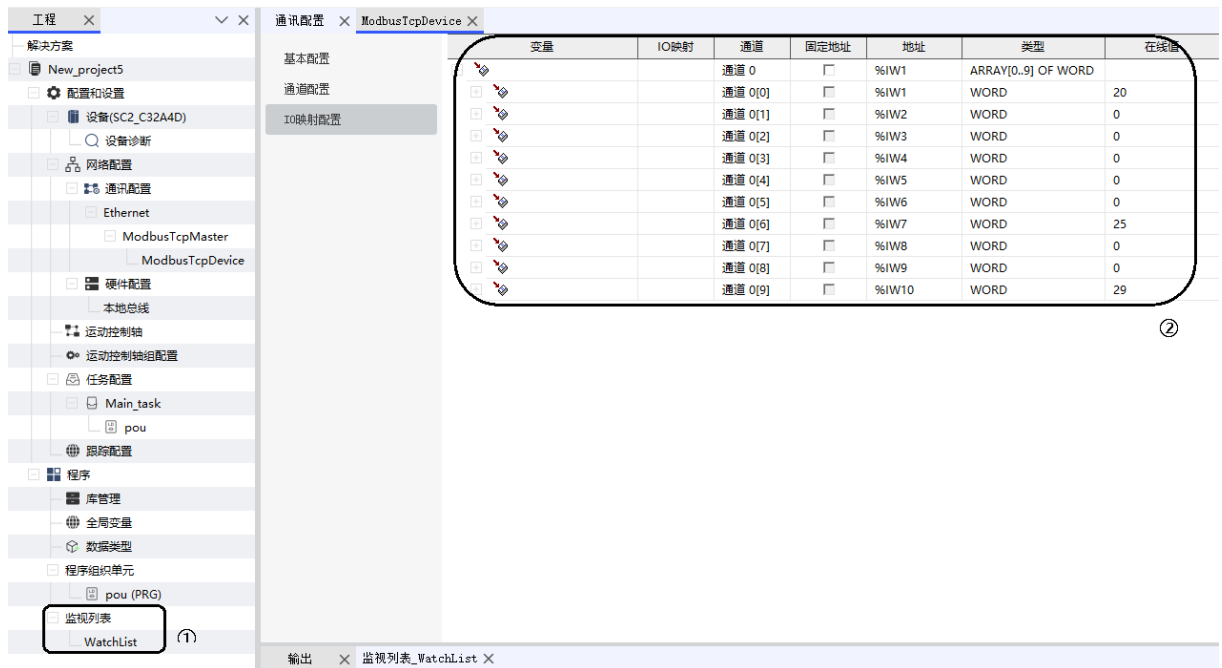 工程
通讯配置 ModbusTcpDevice
解决方案
New_project5
配置和设置
设备(SC2_C32A4D)
设备诊断
网络配置
通讯配置
Ethernet
ModbusTcpMaster
ModbusTcpDevice
硬件配置
本地总线
运动控制轴
运动控制轴组配置
任务配置
Main_task
pou
跟踪配置
程序
库管理
全局变量
数据类型
程序组织单元
pou (PRG)
监视列表
WatchList
①
基本配置
通道配置
IO映射配置
变量 IO映射 通道 固定地址 地址 类型 在线值
通道 0 %IW1 ARRAY[0..9] OF WORD
通道 0[0] %IW1 WORD 20
通道 0[1] %IW2 WORD 0
通道 0[2] %IW3 WORD 0
通道 0[3] %IW4 WORD 0
通道 0[4] %IW5 WORD 0
通道 0[5] %IW6 WORD 0
通道 0[6] %IW7 WORD 25
通道 0[7] %IW8 WORD 0
通道 0[8] %IW9 WORD 0
通道 0[9] %IW10 WORD 29
②
输出 监视列表_WatchList